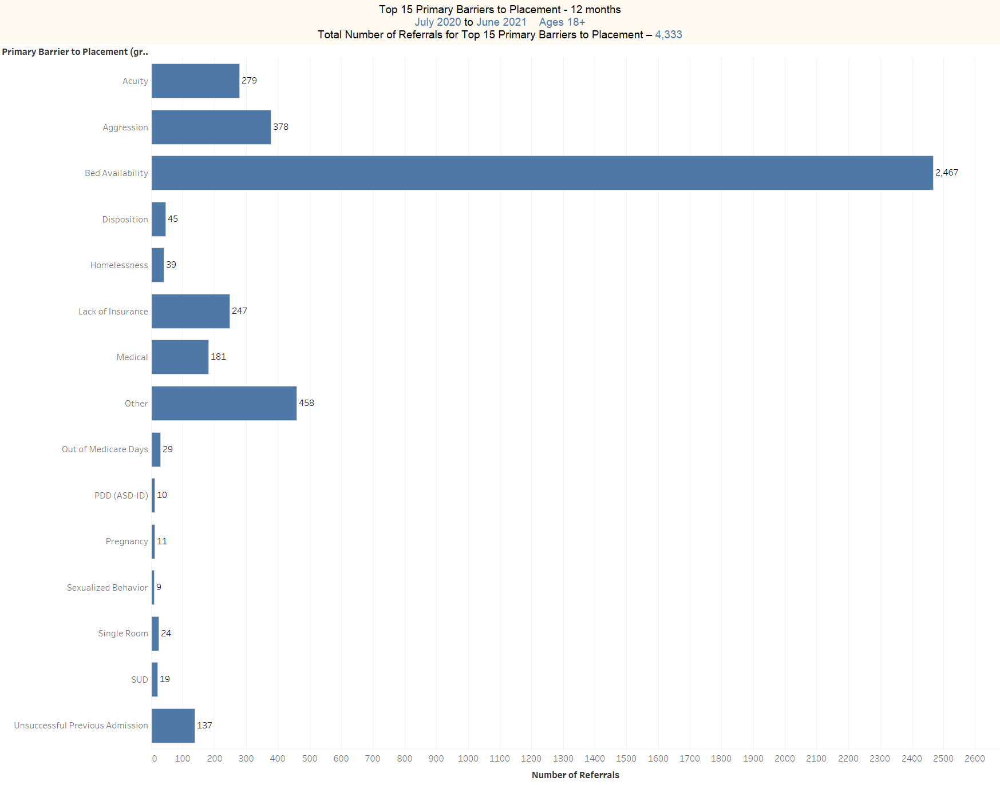 Top 15 Primary Barriers to Placement - 12 months
July 2020 to June 2021 Ages 18+
Total Number of Referrals for Top 15 Primary Barriers to Placement – 4,333
Primary Barrier to Placement (gr..
Acuity 279
Aggression 378
Bed Availability 2,467
Disposition 45
Homelessness 39
Lack of Insurance 247
Medical 181
Other 458
Out of Medicare Days 29
PDD (ASD-ID) 10
Pregnancy 11
Sexualized Behavior 9
Single Room 24
SUD 19
Unsuccessful Previous Admission 137
0 100 200 300 400 500 600 700 800 900 1000 1100 1200 1300 1400 1500 1600 1700 1800 1900 2000 2100 2200 2300 2400 2500 2600
Number of Referrals